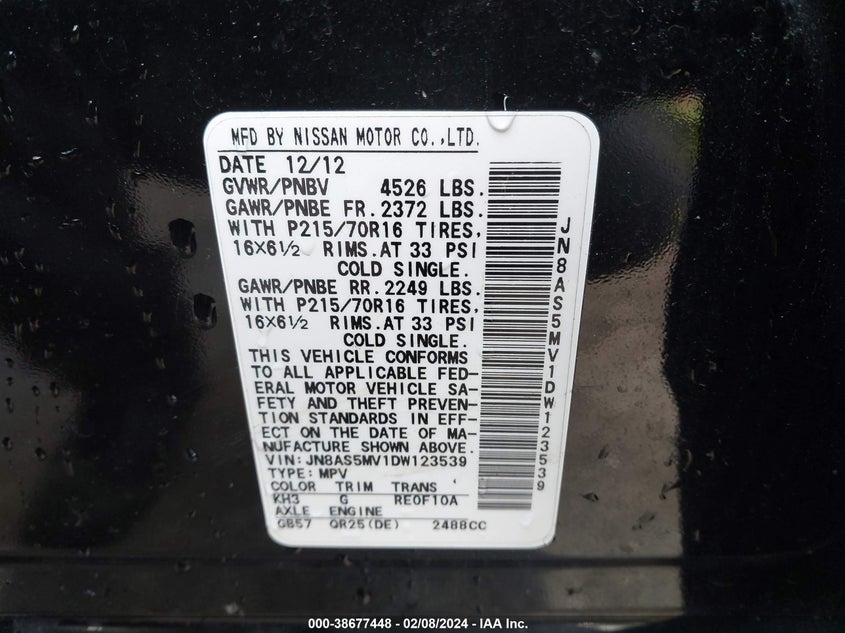 MFD BY NISSAN MOTOR CO.,LTD.
DATE 12/12
GVWR/PNBV 4526 LBS.
GAWR/PNBE FR.2372 LBS.
WITH P215/70R16 TIRES,
16X6½ RIMS.AT 33 PSI
COLD SINGLE.
GAWR/PNBE RR.2249 LBS.
WITH P215/70R16 TIRES,
16X6½ RIMS.AT 33 PSI
COLD SINGLE.
THIS VEHICLE CONFORMS
TO ALL APPLICABLE FED-
ERAL MOTOR VEHICLE SA-
FETY AND THEFT PREVEN-
TION STANDARDS IN EFF-
ECT ON THE DATE OF MA-
NUFACTURE SHOWN ABOVE.
VIN:JN8AS5MV1DW123539
TYPE:MPV
COLOR TRIM TRANS
KH3 G RE0F10A
AXLE ENGINE
GB57 QR25(DE) 2488CC
JN8AS5MV1DW123539
000-38677448 - 02/08/2024 - IAA Inc.